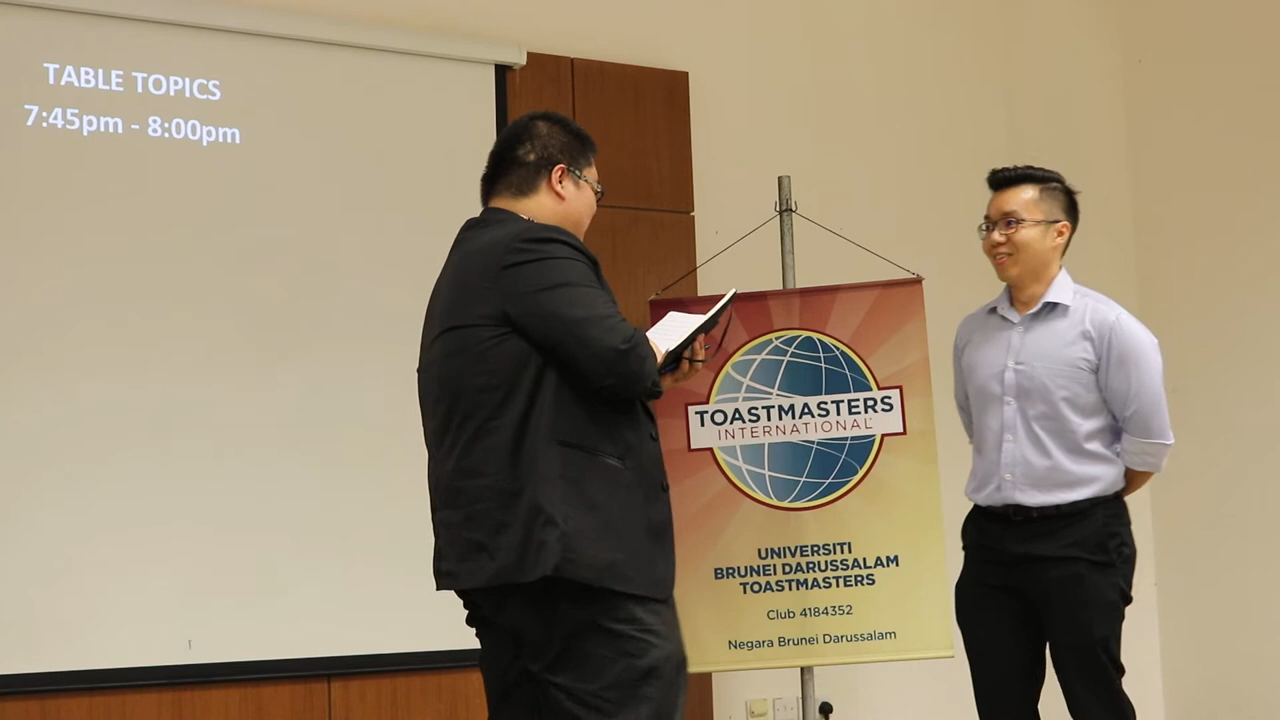 TABLE TOPICS
7:45pm - 8:00pm
TOASTMASTERS
INTERNATIONAL
UNIVERSITI
BRUNEI DARUSSALAM
TOASTMASTERS
Club 4184352
Negara Brunei Darussalam